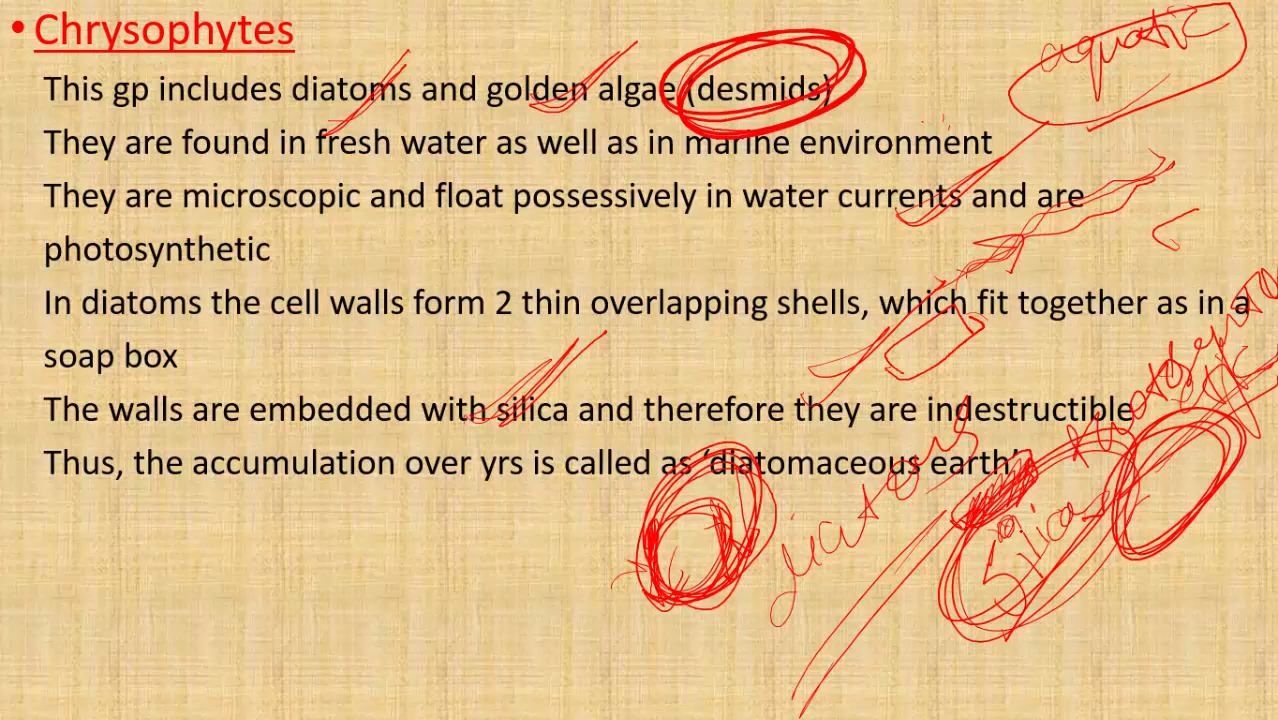 • Chrysophytes
This gp includes diatoms and golden algae (desmids)
They are found in fresh water as well as in marine environment
They are microscopic and float possessively in water currents and are
photosynthetic
In diatoms the cell walls form 2 thin overlapping shells, which fit together as in a
soap box
The walls are embedded with silica and therefore they are indestructible
Thus, the accumulation over yrs is called as ‘diatomaceous earth’
aquatic
diatoms
Silica